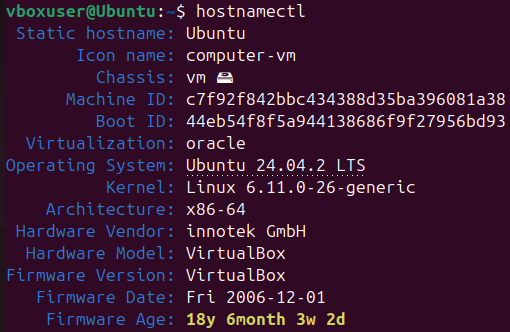 vboxuser@Ubuntu:~$ hostnamectl
Static hostname: Ubuntu
Icon name: computer-vm
Chassis: vm 🖴
Machine ID: c7f92f842bbc434388d35ba396081a38
Boot ID: 44eb54f8f5a944138686f9f27956bd93
Virtualization: oracle
Operating System: Ubuntu 24.04.2 LTS
Kernel: Linux 6.11.0-26-generic
Architecture: x86-64
Hardware Vendor: innotek GmbH
Hardware Model: VirtualBox
Firmware Version: VirtualBox
Firmware Date: Fri 2006-12-01
Firmware Age: 18y 6month 3w 2d